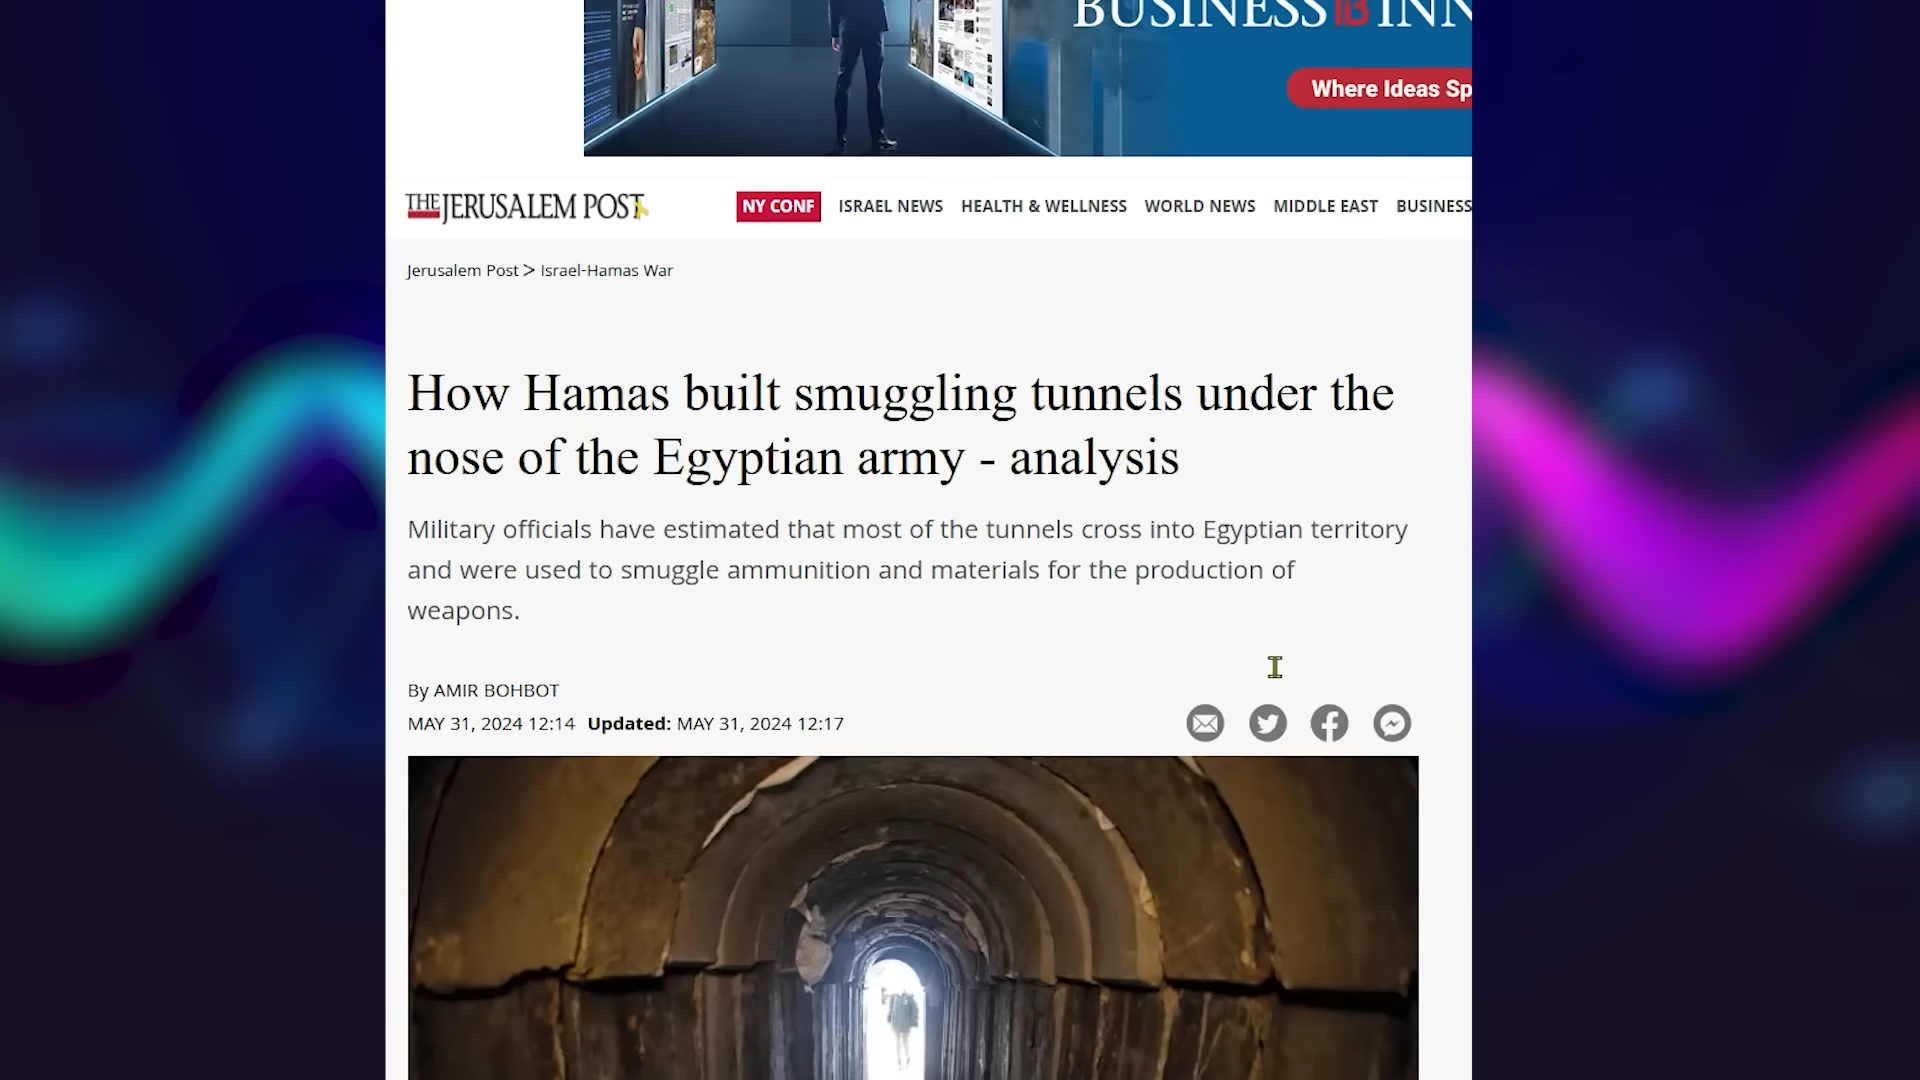 BUSINESS INN
Where Ideas Sp
THE JERUSALEM POST
NY CONF ISRAEL NEWS HEALTH & WELLNESS WORLD NEWS MIDDLE EAST BUSINESS
Jerusalem Post > Israel-Hamas War
How Hamas built smuggling tunnels under the
nose of the Egyptian army - analysis
Military officials have estimated that most of the tunnels cross into Egyptian territory
and were used to smuggle ammunition and materials for the production of
weapons.
By AMIR BOHBOT
MAY 31, 2024 12:14 Updated: MAY 31, 2024 12:17